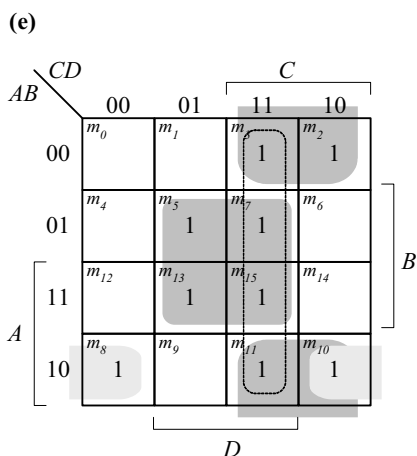 (e)
CD
C
AB
00 01 11 10
m0 m1 m3 m2
00 1 1
m4 m5 m7 m6
01 1 1
B
m12 m13 m15 m14
11 1 1
A
m8 m9 m11 m10
10 1 1 1
D